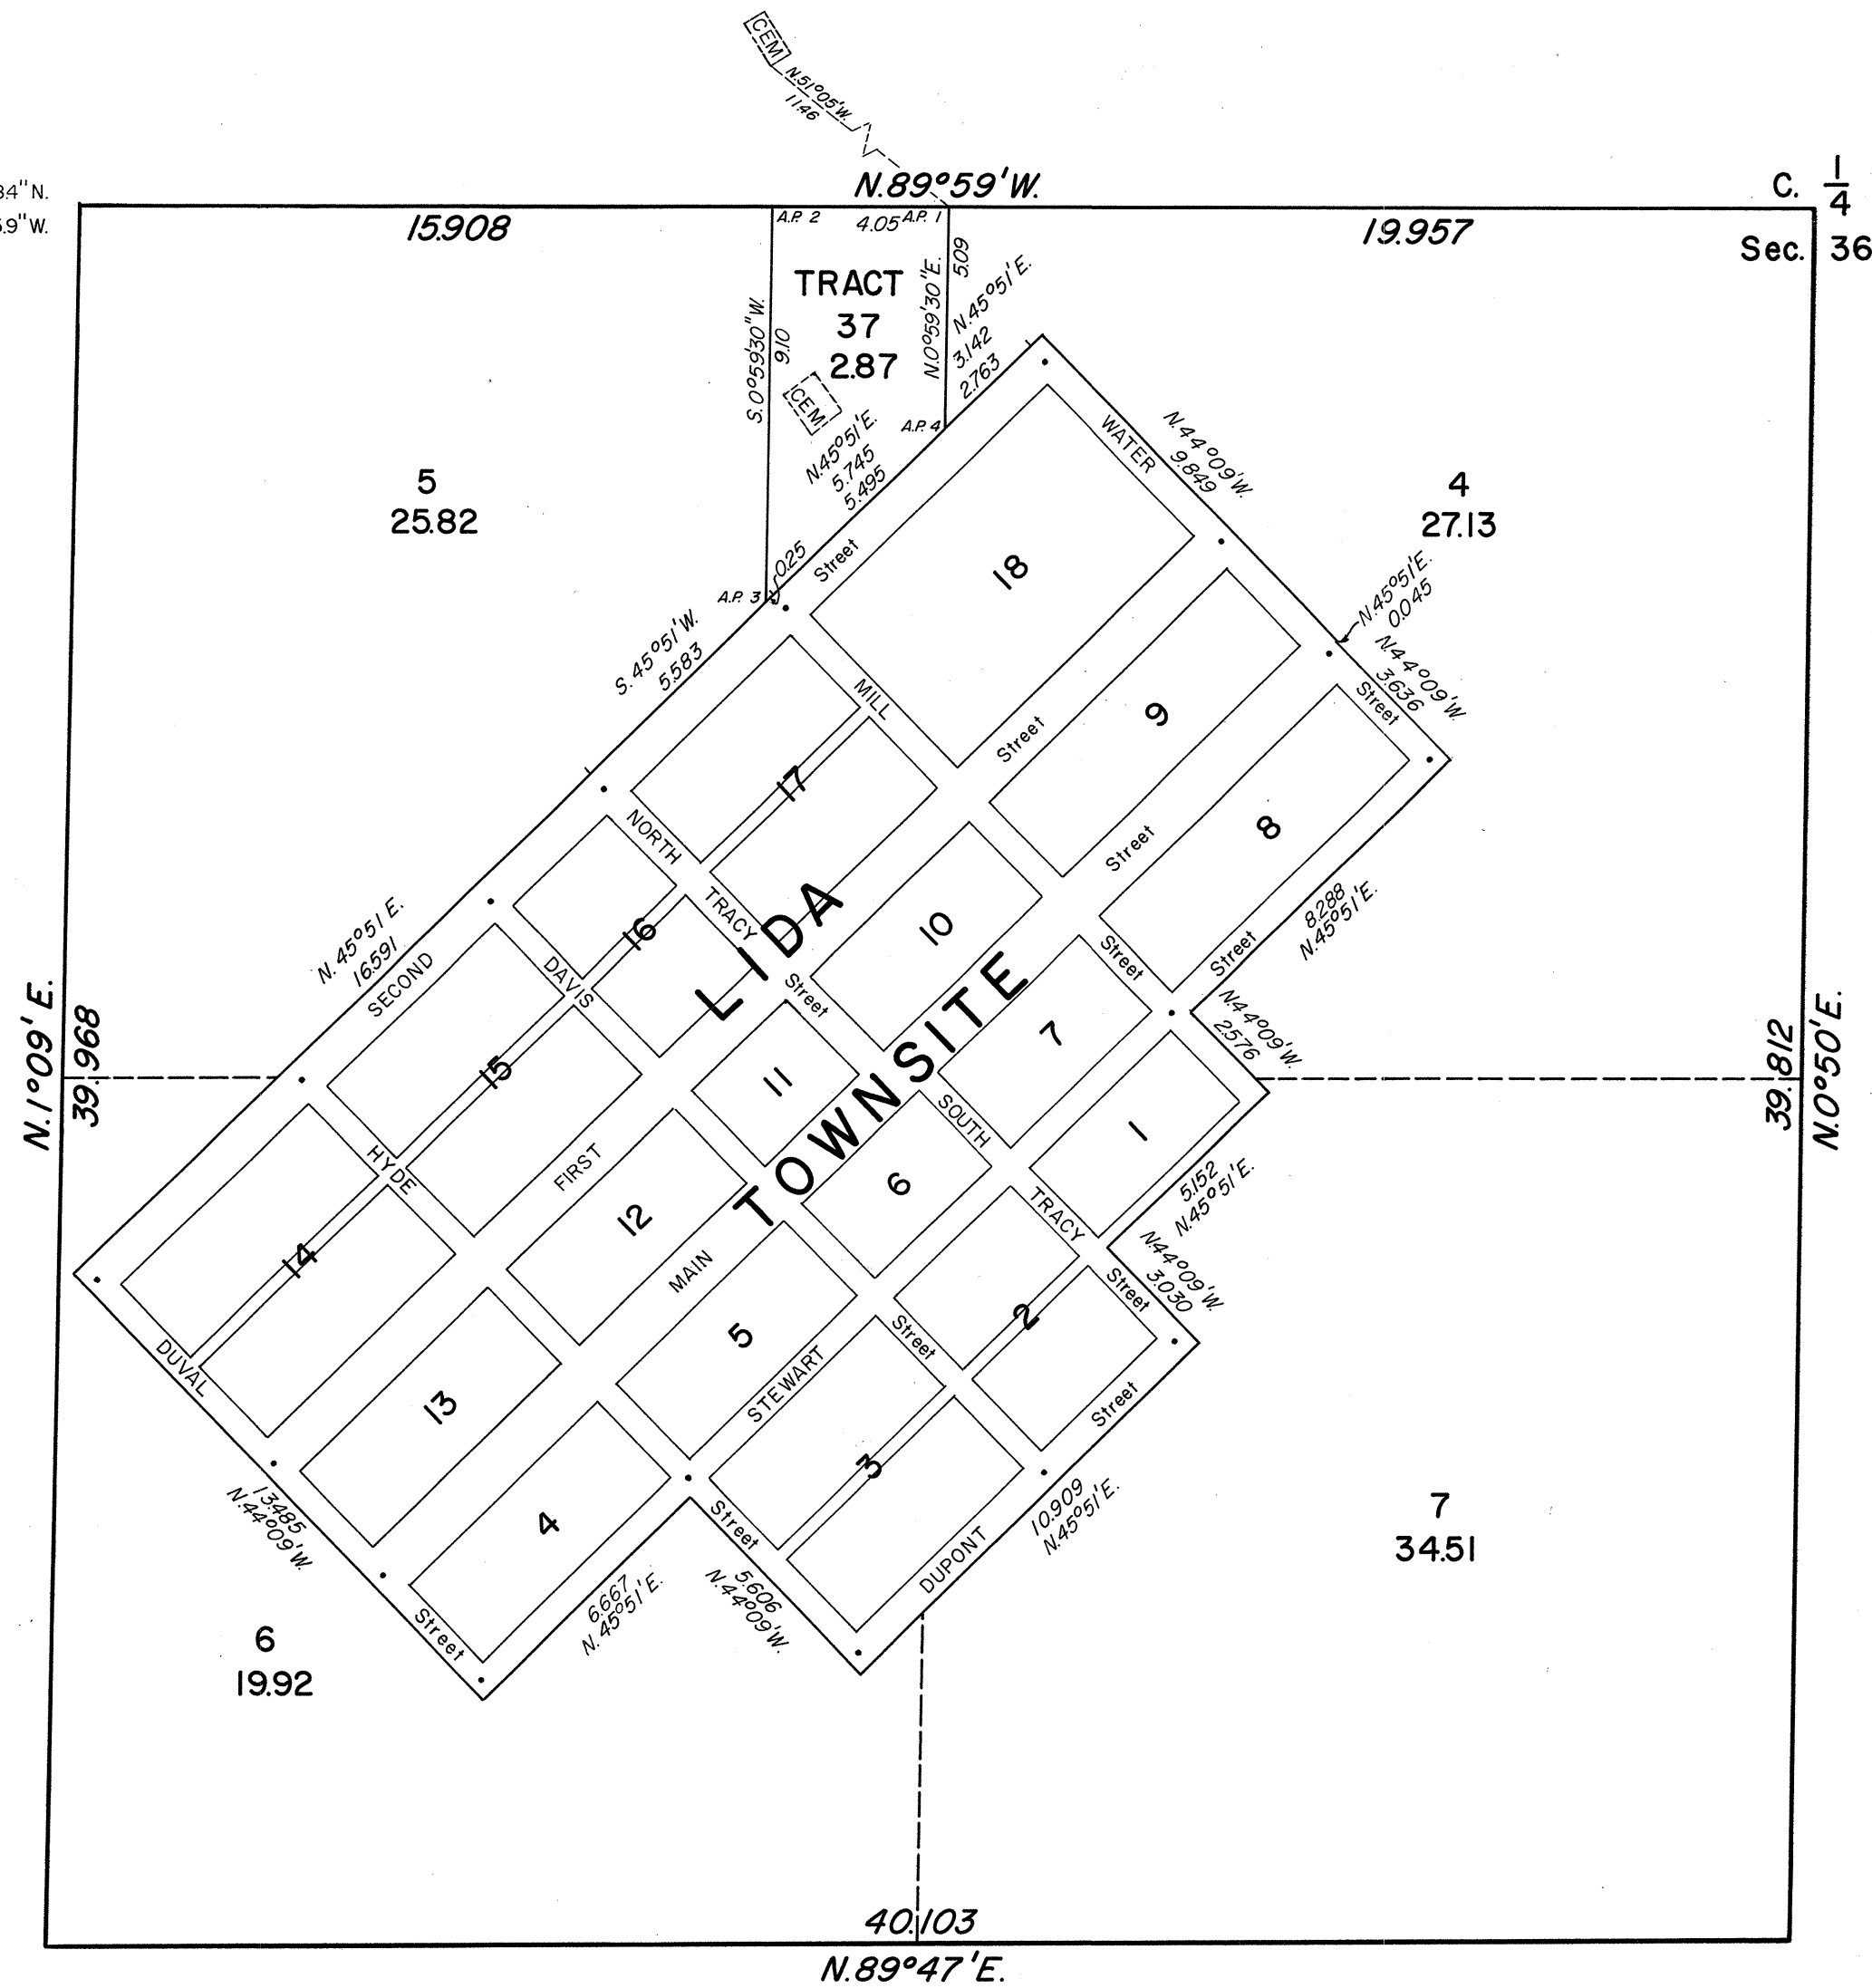 CEM
N.51°05'W.
11.46
34"N.
5.9"W.
N.89°59'W.
C. 1/4
Sec. 36
15.908
A.P. 2
4.05
A.P. 1
19.957
TRACT
37
2.87
S.0°59'30"W.
9.10
N.0°59'30"E.
5.09
N.45°51'E.
3.142
2.763
CEM
A.P. 4
N.45°51'E.
5.745
5.495
0.25
A.P. 3
5
25.82
4
27.13
WATER
N.44°09'W.
9.849
Street
18
N.45°51'E.
0.045
N.44°09'W.
3.636
Street
S.45°51'W.
5.583
MILL
Street
9
17
8
Street
NORTH
TRACY
Street
LIDA
TOWNSITE
10
Street
Street
8.288
N.45°51'E.
N.45°51'E.
16.591
SECOND
DAVIS
16
15
11
7
N.44°09'W.
2.576
N.1°09'E.
39.968
39.812
N.0°50'E.
HYDE
FIRST
SOUTH
TRACY
Street
1
5.152
N.45°51'E.
N.44°09'W.
3.030
14
12
MAIN
6
2
Street
DUVAL
Street
13
5
STEWART
3
Street
13.485
N.44°09'W.
4
Street
DUPONT
10.909
N.45°51'E.
6.667
N.45°51'E.
5.606
N.44°09'W.
7
34.51
6
19.92
40.103
N.89°47'E.